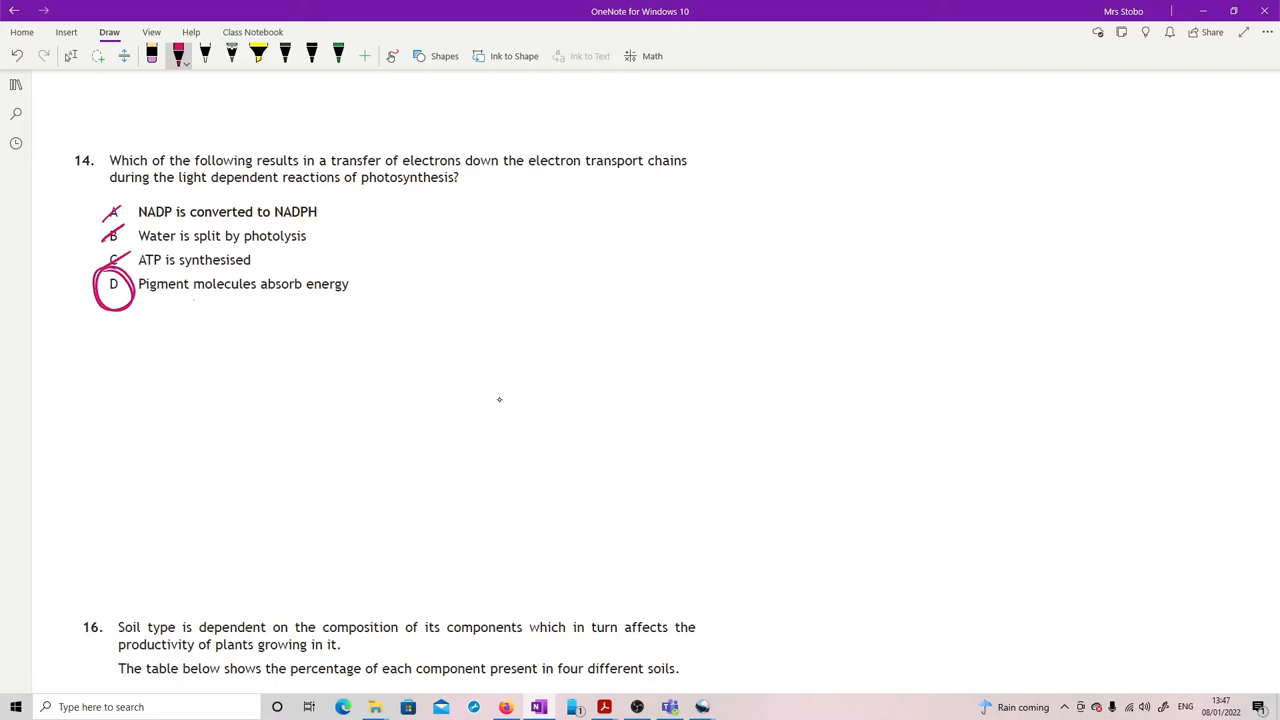 OneNote for Windows 10
Mrs Stobo
Home Insert Draw View Help Class Notebook
Share
Shapes Ink to Shape Ink to Text Math
14. Which of the following results in a transfer of electrons down the electron transport chains
during the light dependent reactions of photosynthesis?
A NADP is converted to NADPH
B Water is split by photolysis
C ATP is synthesised
D Pigment molecules absorb energy
16. Soil type is dependent on the composition of its components which in turn affects the
productivity of plants growing in it.
The table below shows the percentage of each component present in four different soils.
Type here to search
Rain coming
ENG
13:47
08/01/2022